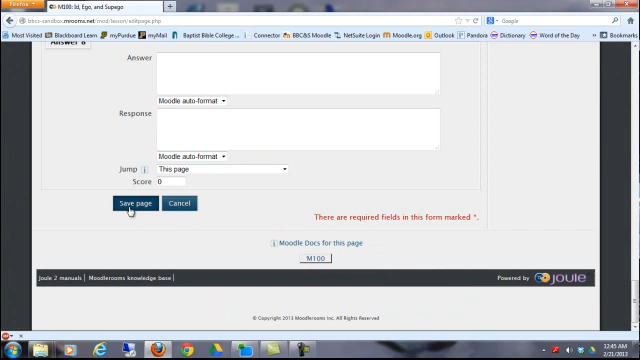 Firefox
M100: Id, Ego, and Supego
bbcs-sandbox.mrooms.net/mod/lesson/editpage.php
Google
Most Visited
Blackboard Learn
myPurdue
myMail
Baptist Bible College ...
Connector
BBC&S Moodle
NetSuite Login
Moodle.org
Outlook
Pandora
Dictionary
Word of the Day
Bookmarks
Answer 8
Answer
Moodle auto-format
Response
Moodle auto-format
Jump
This page
Score
0
Save page
Cancel
There are required fields in this form marked *.
Moodle Docs for this page
M100
Joule 2 manuals | Moodlerooms knowledge base |
Powered by joule
© Copyright 2013 Moodlerooms Inc. All Rights Reserved
12:45 AM
2/21/2013